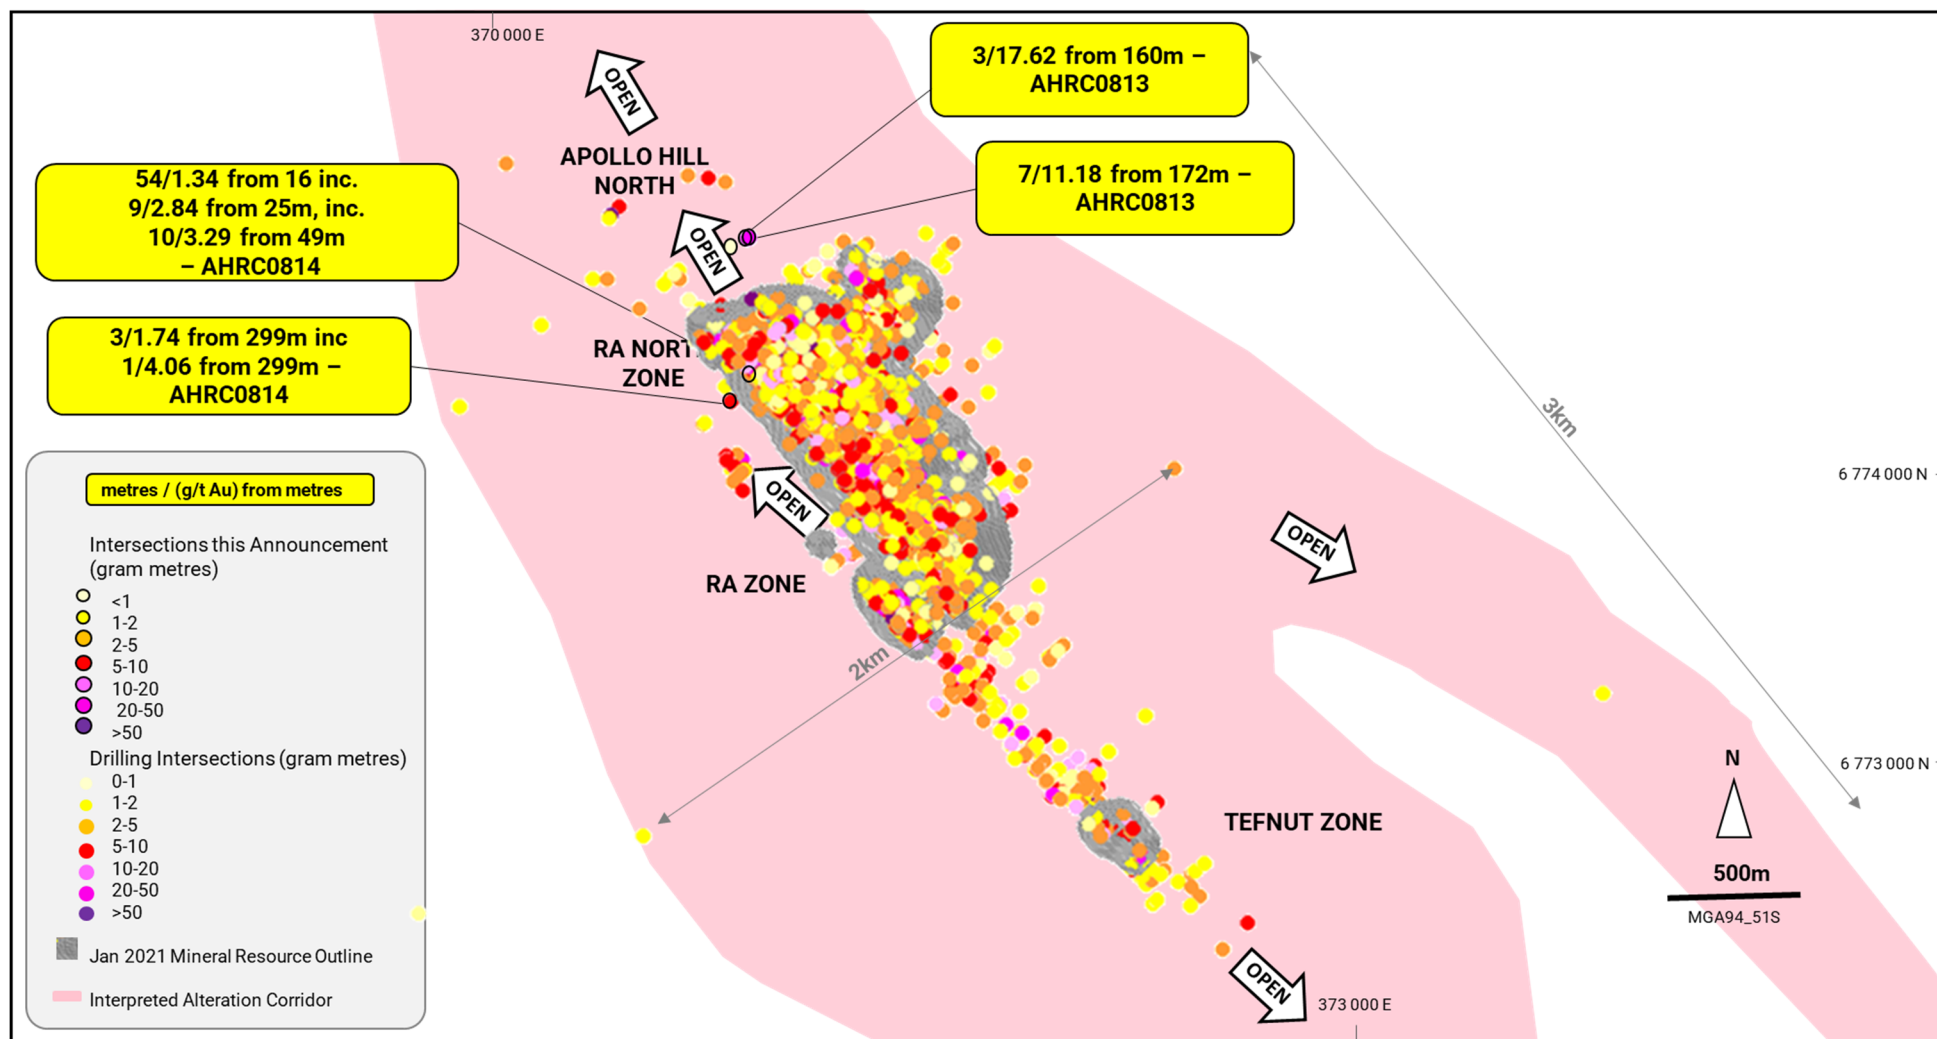 370 000 E
3/17.62 from 160m –
AHRC0813
OPEN
APOLLO HILL
NORTH
7/11.18 from 172m –
AHRC0813
54/1.34 from 16 inc.
9/2.84 from 25m, inc.
10/3.29 from 49m
– AHRC0814
OPEN
3/1.74 from 299m inc
1/4.06 from 299m –
AHRC0814
RA NORT
ZONE
3km
6 774 000 N
metres / (g/t Au) from metres
OPEN
OPEN
Intersections this Announcement
(gram metres)
<1
1-2
2-5
5-10
10-20
20-50
>50
RA ZONE
2km
Drilling Intersections (gram metres)
0-1
1-2
2-5
5-10
10-20
20-50
>50
Jan 2021 Mineral Resource Outline
Interpreted Alteration Corridor
N
6 773 000 N
TEFNUT ZONE
500m
MGA94_51S
OPEN
373 000 E